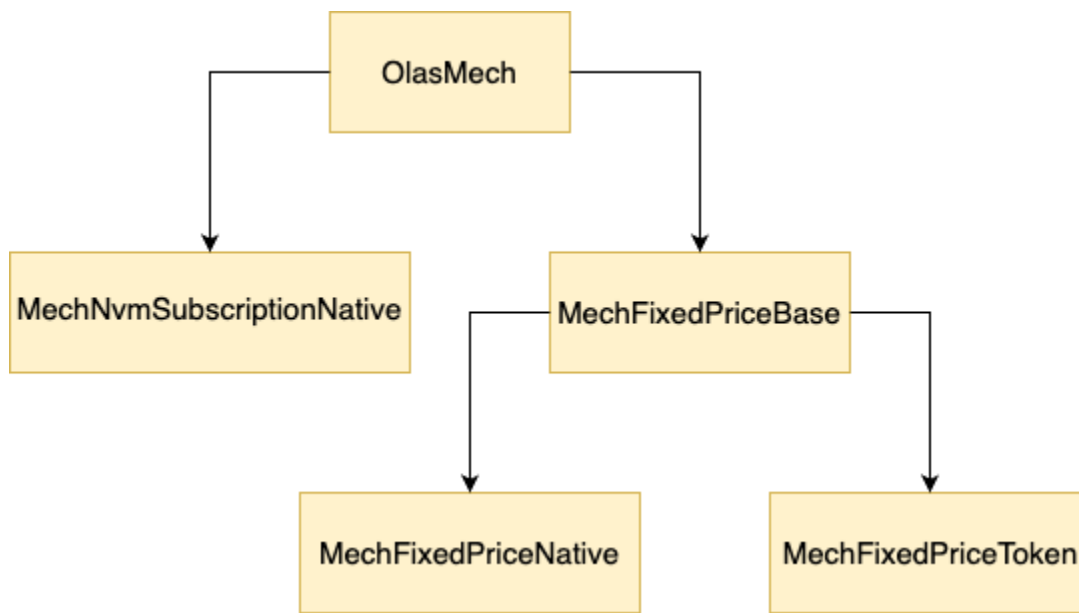 OlasMech
MechNvmSubscriptionNative
MechFixedPriceBase
MechFixedPriceNative
MechFixedPriceToken